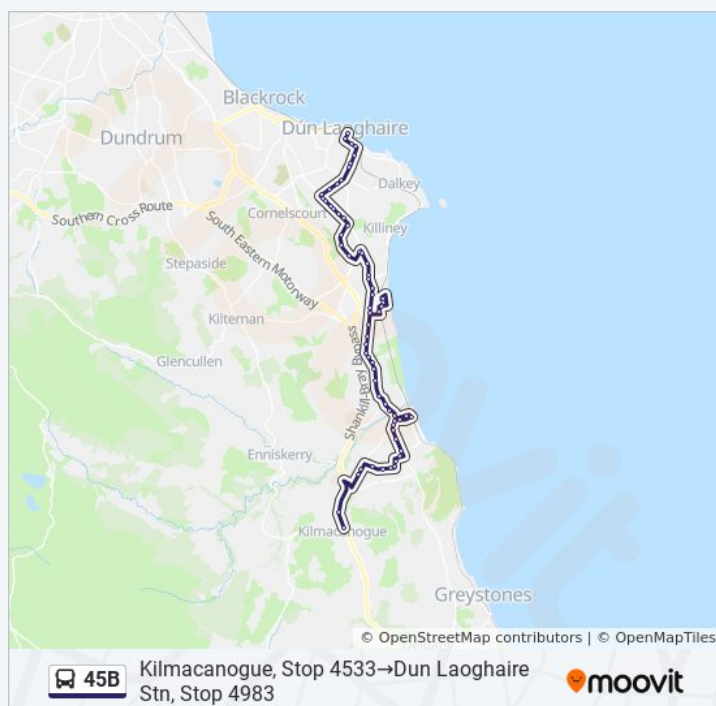 Blackrock
Dún Laoghaire
Dundrum
Dalkey
Cornelscourt
Killiney
Southern Cross Route
South Eastern Motorway
Stepaside
Kilternan
Glencullen
Shankill-Bray Bypass
Enniskerry
Kilmacanogue
Greystones
© OpenStreetMap contributors | © OpenMapTiles
45B
Kilmacanogue, Stop 4533→Dun Laoghaire
Stn, Stop 4983
moovit